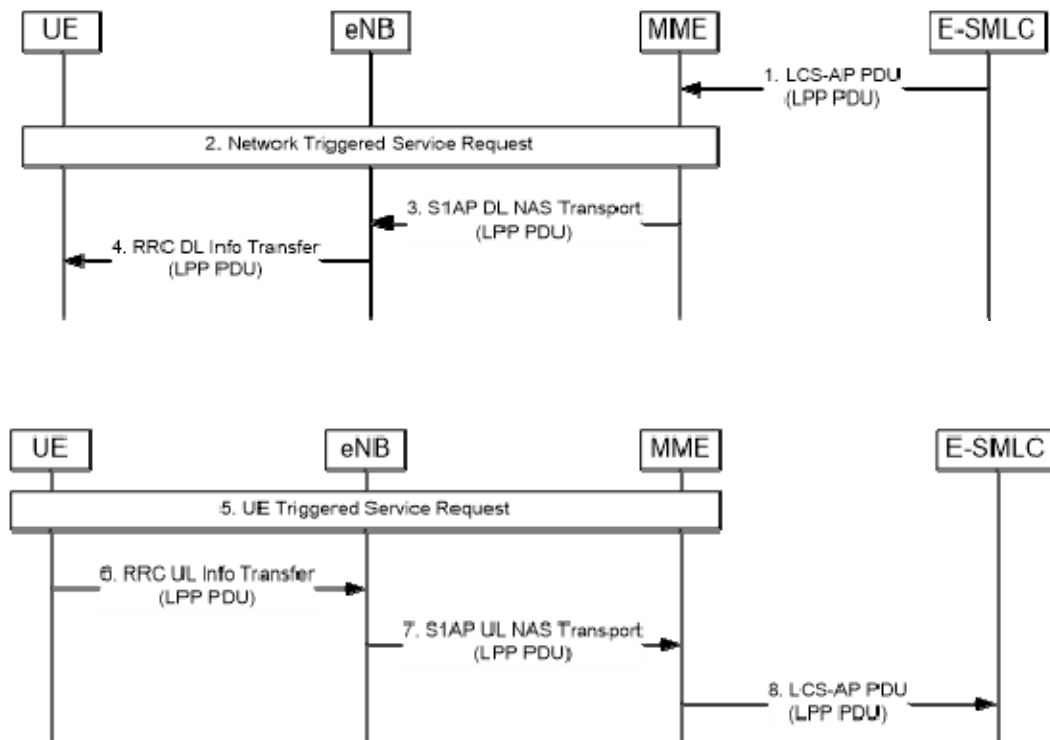 UE eNB MME E-SMLC
1. LCS-AP PDU
(LPP PDU)
2. Network Triggered Service Request
3. S1AP DL NAS Transport
(LPP PDU)
4. RRC DL Info Transfer
(LPP PDU)
UE eNB MME E-SMLC
5. UE Triggered Service Request
6. RRC UL Info Transfer
(LPP PDU)
7. S1AP UL NAS Transport
(LPP PDU)
8. LCS-AP PDU
(LPP PDU)